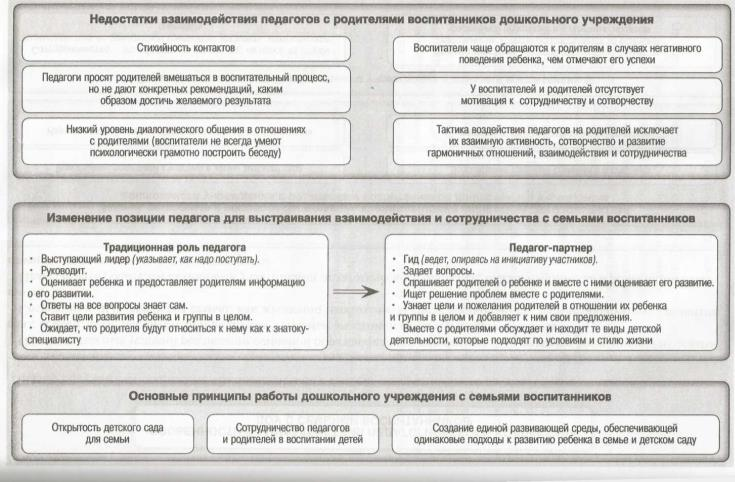 Недостатки взаимодействия педагогов с родителями воспитанников дошкольного учреждения
Стихийность контактов
Педагоги просят родителей вмешаться в воспитательный процесс,
но не дают конкретных рекомендаций, каким
образом достичь желаемого результата
Низкий уровень диалогического общения в отношениях
с родителями (воспитатели не всегда умеют
психологически грамотно построить беседу)
Воспитатели чаще обращаются к родителям в случаях негативного
поведения ребенка, чем отмечают его успехи
У воспитателей и родителей отсутствует
мотивация к сотрудничеству и сотворчеству
Тактика воздействия педагогов на родителей исключает
их взаимную активность, сотворчество и развитие
гармоничных отношений, взаимодействия и сотрудничества
Изменение позиции педагога для выстраивания взаимодействия и сотрудничества с семьями воспитанников
Традиционная роль педагога
• Выступающий лидер (указывает, как надо поступать).
• Руководит.
• Оценивает ребенка и предоставляет родителям информацию
о его развитии.
• Ответы на все вопросы знает сам.
• Ставит цели развития ребенка и группы в целом.
• Ожидает, что родителя будут относиться к нему как к знатоку-
специалисту
Педагог-партнер
• Гид (ведет, опираясь на инициативу участников).
• Задает вопросы.
• Спрашивает родителей о ребенке и вместе с ними оценивает его развитие.
• Ищет решение проблем вместе с родителями.
• Узнает цели и пожелания родителей в отношении их ребенка
и группы в целом и добавляет к ним свои предложения.
• Вместе с родителями обсуждает и находит те виды детской
деятельности, которые подходят по условиям и стилю жизни
Основные принципы работы дошкольного учреждения с семьями воспитанников
Открытость детского сада
для семьи
Сотрудничество педагогов
и родителей в воспитании детей
Создание единой развивающей среды, обеспечивающей
одинаковые подходы к развитию ребенка в семье и детском саду